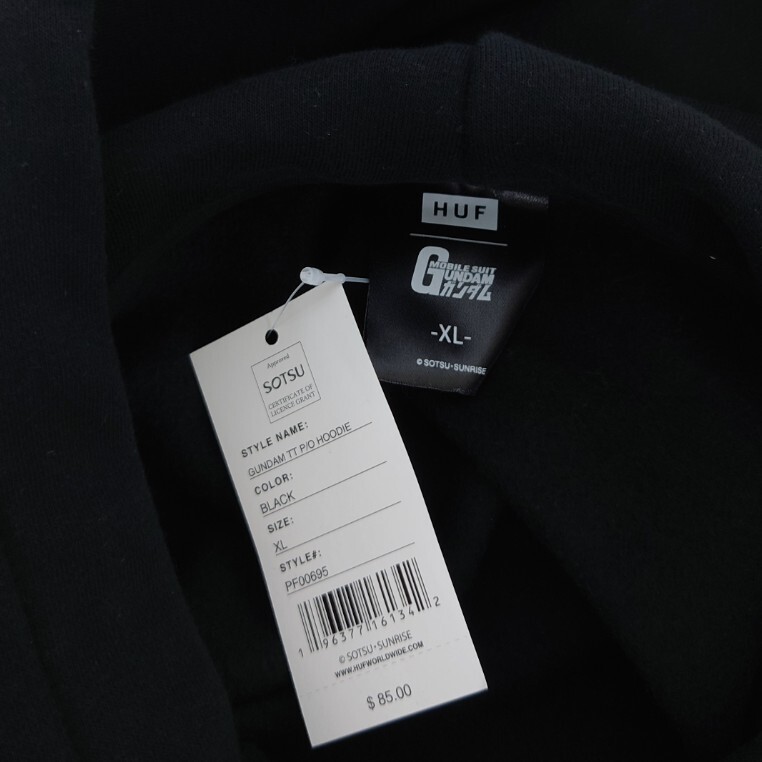 HUF
MOBILE SUIT
GUNDAM
ガンダム
-XL-
© SOTSU・SUNRISE
Approved
SOTSU
CERTIFICATE OF
LICENCE GRANT
STYLE NAME:
GUNDAM TT P/O HOODIE
COLOR:
BLACK
SIZE:
XL
STYLE#:
PF00695
1 96377 16134 2
© SOTSU・SUNRISE
WWW.HUFWORLDWIDE.COM
$ 85.00